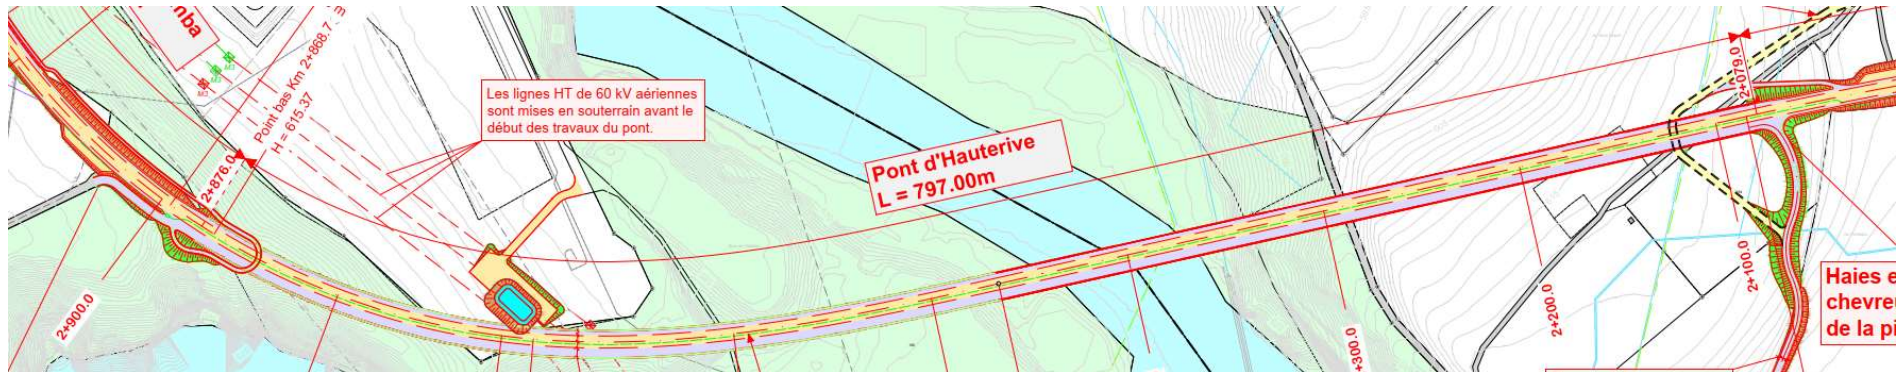 Point bas Km 2+868.7
H = 615.37
2+876.0
2+900.0
Les lignes HT de 60 kV aériennes
sont mises en souterrain avant le
début des travaux du pont.
Pont d'Hauterive
L = 797.00m
2+079.0
2+100.0
2+200.0
+300.0
Haies e
chevreu
de la pi